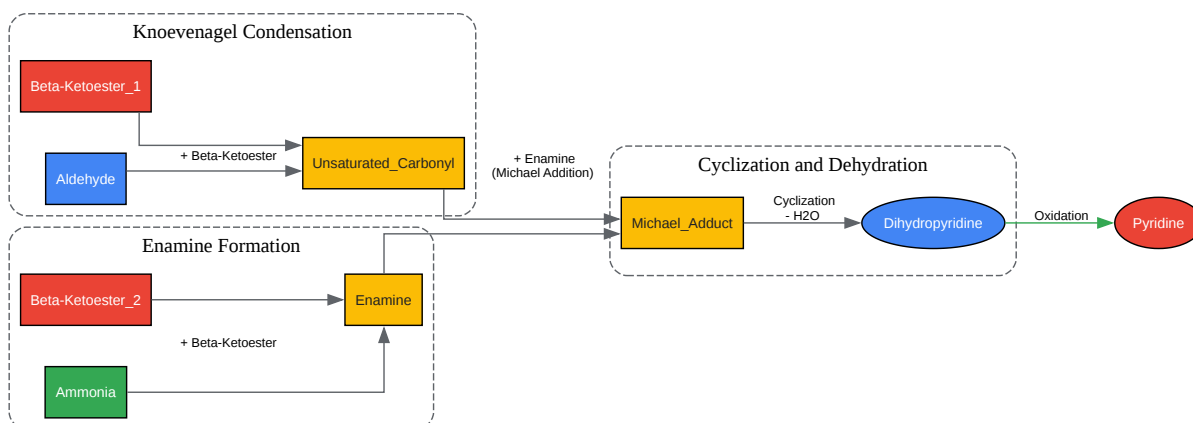 Knoevenagel Condensation
Beta-Ketoester_1
+ Beta-Ketoester
Aldehyde
Unsaturated_Carbonyl
+ Enamine
(Michael Addition)
Enamine Formation
Beta-Ketoester_2
Enamine
+ Beta-Ketoester
Ammonia
Cyclization and Dehydration
Michael_Adduct
Cyclization
- H2O
Dihydropyridine
Oxidation
Pyridine